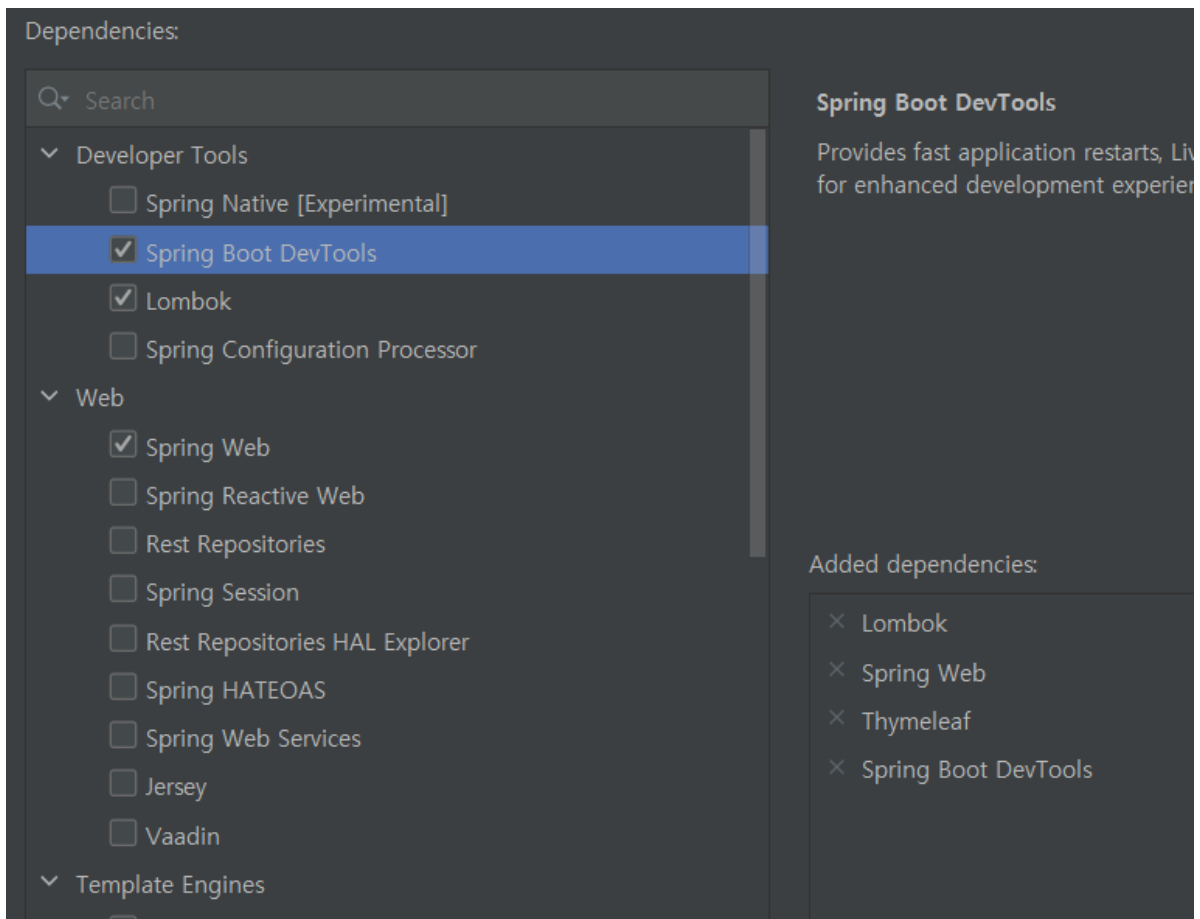 Dependencies:
Search
Developer Tools
Spring Native [Experimental]
Spring Boot DevTools
Lombok
Spring Configuration Processor
Web
Spring Web
Spring Reactive Web
Rest Repositories
Spring Session
Rest Repositories HAL Explorer
Spring HATEOAS
Spring Web Services
Jersey
Vaadin
Template Engines
Spring Boot DevTools
Provides fast application restarts,
for enhanced development
Added dependencies:
Lombok
Spring Web
Thymeleaf
Spring Boot DevTools